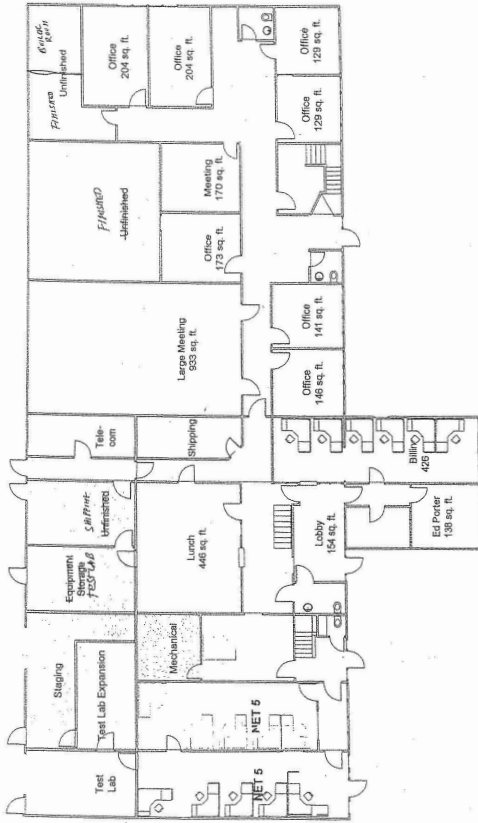 BOILER
ROOM
Unfinished
FINISHED
Office
204 sq. ft.
Office
204 sq. ft.
Office
129 sq. ft.
Office
129 sq. ft.
FINISHED
Unfinished
Meeting
170 sq. ft.
Office
173 sq. ft.
Large Meeting
933 sq. ft.
Office
141 sq. ft.
Office
146 sq. ft.
Tele-
com
Shipping
Billing
426
SHIPPING
Unfinished
Equipment
Storage
TEST LAB
Lunch
446 sq. ft.
Lobby
154 sq. ft.
Ed Porter
138 sq. ft.
Staging
Test Lab Expansion
Mechanical
NET 5
Test
Lab
NET 5